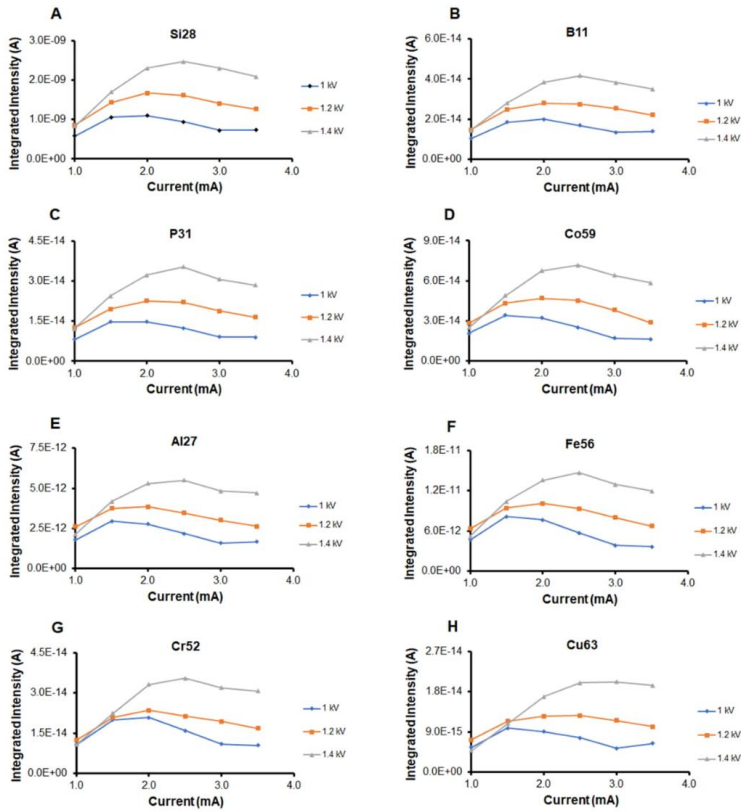 A
Si28
Integrated Intensity (A)
3.0E-09
2.0E-09
1.0E-09
0.0E+00
1.0 2.0 3.0 4.0
Current (mA)
1 kV
1.2 kV
1.4 kV
B
B11
Integrated Intensity (A)
6.0E-14
4.0E-14
2.0E-14
0.0E+00
1.0 2.0 3.0 4.0
Current (mA)
1 kV
1.2 kV
1.4 kV
C
P31
Integrated Intensity (A)
4.5E-14
3.0E-14
1.5E-14
0.0E+00
1.0 2.0 3.0 4.0
Current (mA)
1 kV
1.2 kV
1.4 kV
D
Co59
Integrated Intensity (A)
9.0E-14
6.0E-14
3.0E-14
0.0E+00
1.0 2.0 3.0 4.0
Current (mA)
1 kV
1.2 kV
1.4 kV
E
Al27
Integrated Intensity (A)
7.5E-12
5.0E-12
2.5E-12
0.0E+00
1.0 2.0 3.0 4.0
Current (mA)
1 kV
1.2 kV
1.4 kV
F
Fe56
Integrated Intensity (A)
1.8E-11
1.2E-11
6.0E-12
0.0E+00
1.0 2.0 3.0 4.0
Current (mA)
1 kV
1.2 kV
1.4 kV
G
Cr52
Integrated Intensity (A)
4.5E-14
3.0E-14
1.5E-14
0.0E+00
1.0 2.0 3.0 4.0
Current (mA)
1 kV
1.2 kV
1.4 kV
H
Cu63
Integrated Intensity (A)
2.7E-14
1.8E-14
9.0E-15
0.0E+00
1.0 2.0 3.0 4.0
Current (mA)
1 kV
1.2 kV
1.4 kV